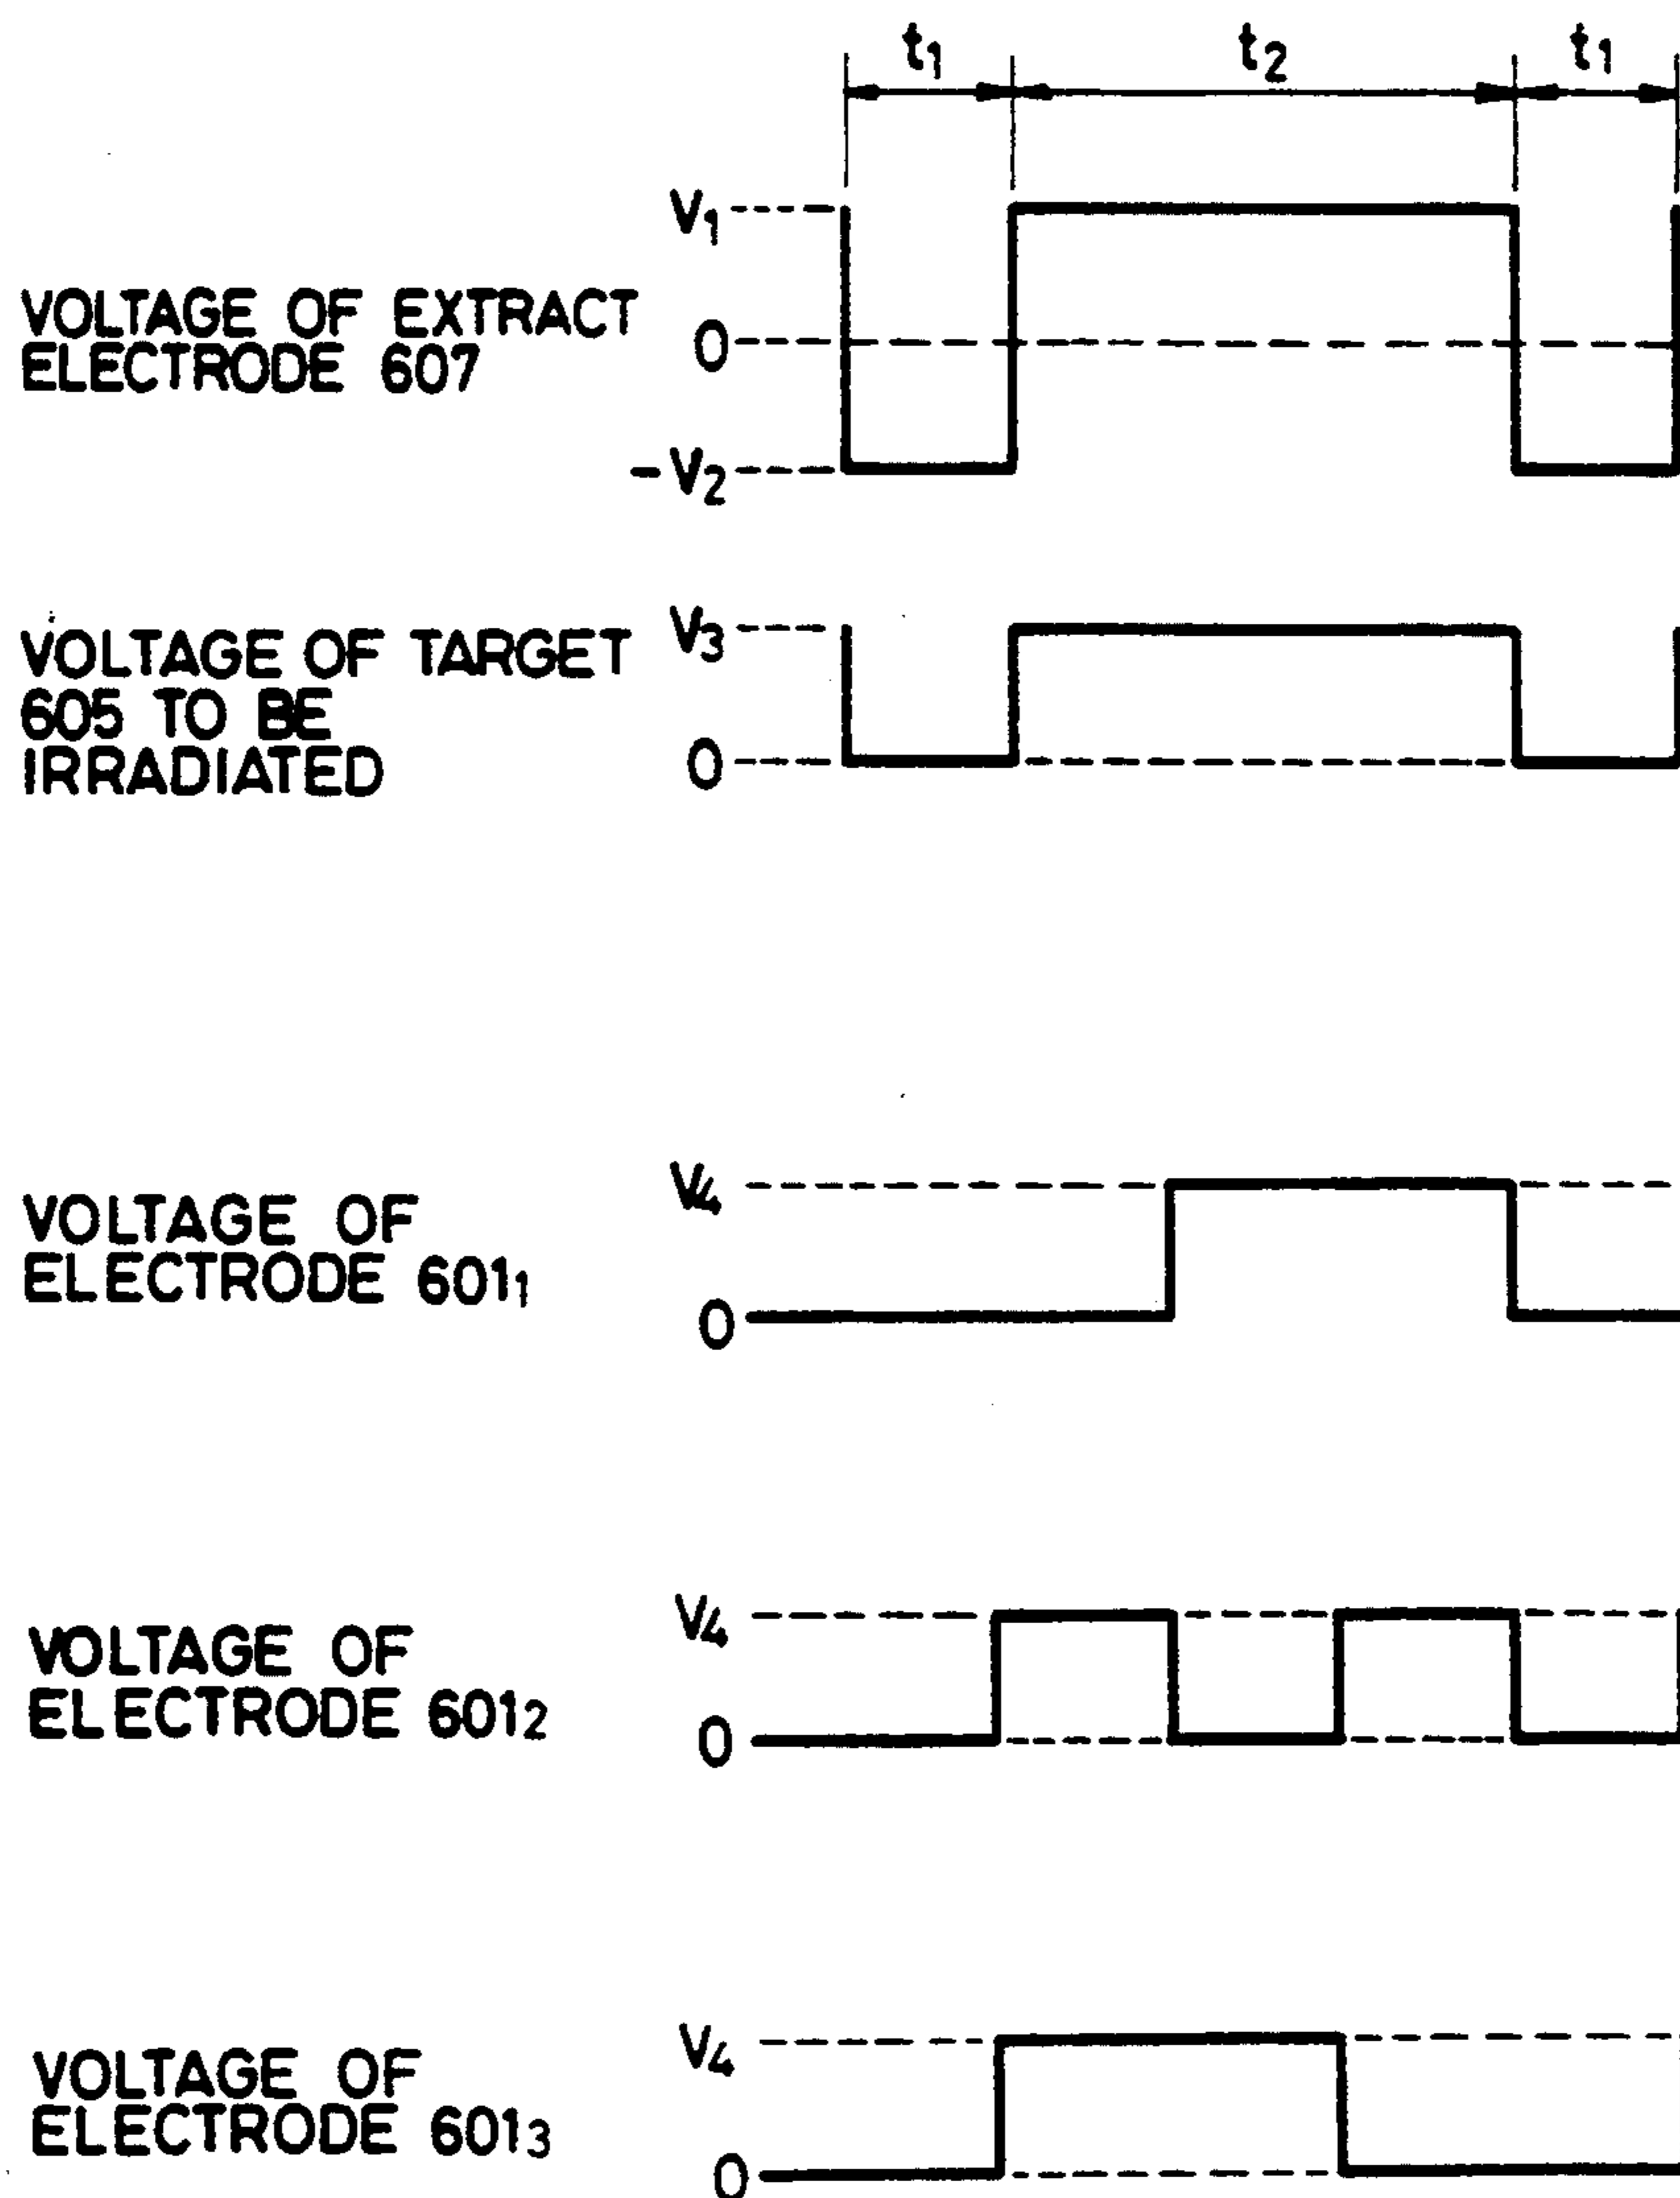 t₁ t₂ t₁
V₁
VOLTAGE OF EXTRACT
ELECTRODE 607
0
-V₂
VOLTAGE OF TARGET
605 TO BE
IRRADIATED
V₃
0
VOLTAGE OF
ELECTRODE 601₁
V₄
0
VOLTAGE OF
ELECTRODE 601₂
V₄
0
VOLTAGE OF
ELECTRODE 601₃
V₄
0